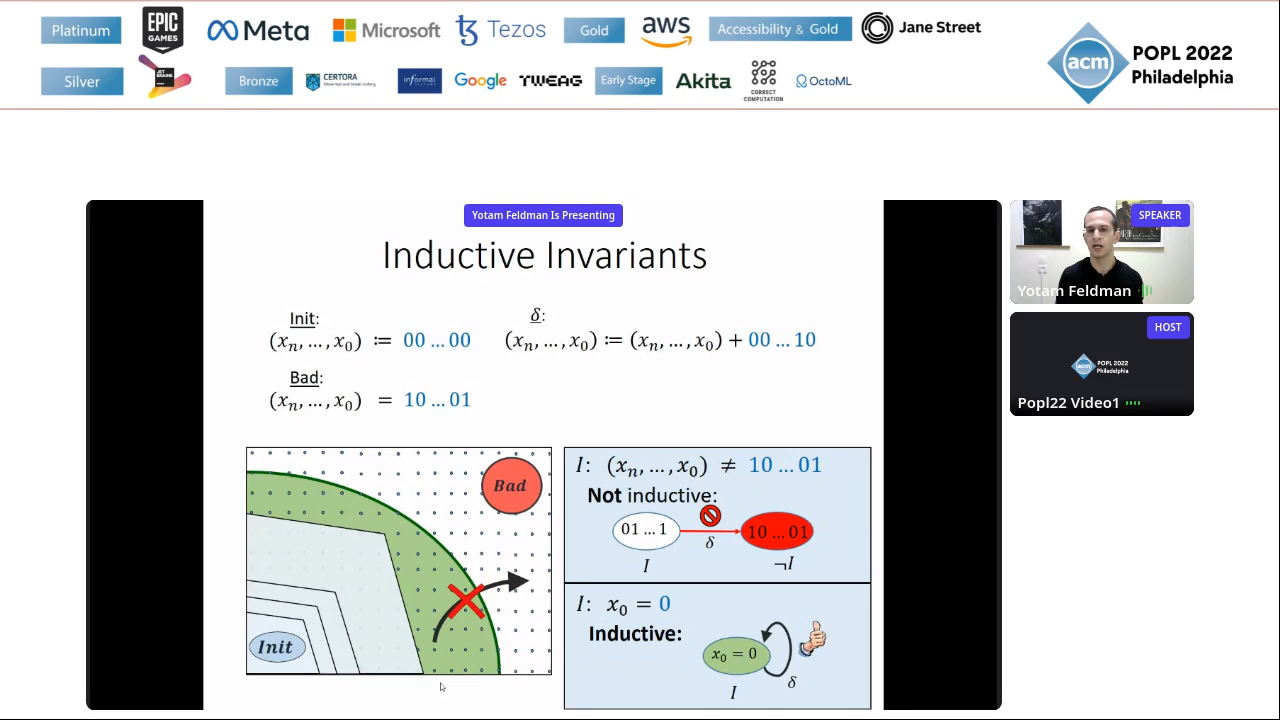 Platinum
EPIC GAMES
Meta
Microsoft
Tezos
Gold
aws
Accessibility & Gold
Jane Street
Silver
JET BRAINS
Bronze
CERTORA
informal
Google
TWEAG
Early Stage
Akita
CORRECT COMPUTATION
OctoML
acm
POPL 2022
Philadelphia
Yotam Feldman Is Presenting
Inductive Invariants
Init:
(xₙ, …, x₀) ≔ 00 … 00
δ:
(xₙ, …, x₀) ≔ (xₙ, …, x₀) + 00 … 10
Bad:
(xₙ, …, x₀) = 10 … 01
Bad
Init
I: (xₙ, …, x₀) ≠ 10 … 01
Not inductive:
01 … 1
10 … 01
δ
I
¬I
I: x₀ = 0
Inductive:
x₀ = 0
δ
I
SPEAKER
Yotam Feldman
HOST
acm
POPL 2022
Philadelphia
Popl22 Video1